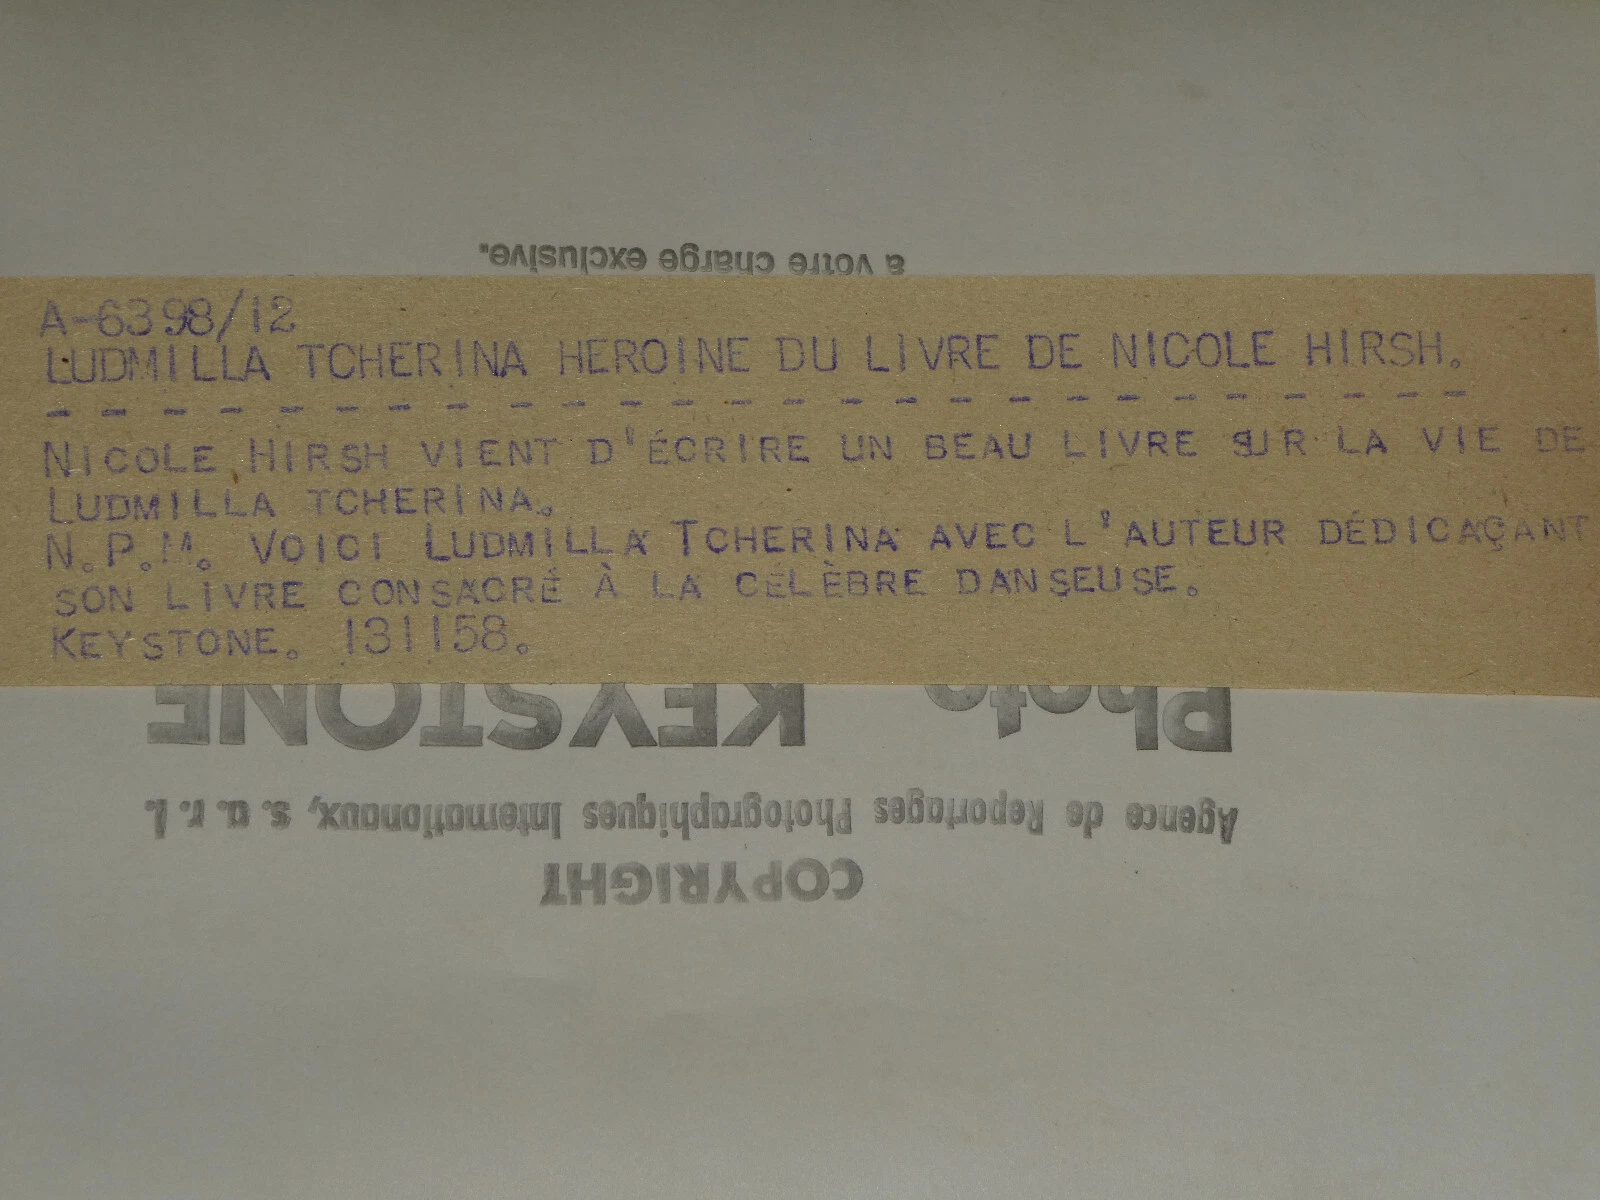 a votre charge exclusive.
A-6398/12
LUDMILLA TCHERINA HEROINE DU LIVRE DE NICOLE HIRSH.
- - - - - - - - - - - - - - - - - - - - - - - - - -
NICOLE HIRSH VIENT D'ÉCRIRE UN BEAU LIVRE SUR LA VIE DE
LUDMILLA TCHERINA.
N.P.M. VOICI LUDMILLA TCHERINA AVEC L'AUTEUR DÉDICAÇANT
SON LIVRE CONSACRÉ À LA CÉLÈBRE DANSEUSE.
KEYSTONE. 131158.
Photo KEYSTONE
Agence de Reportages Photographiques Internationaux, s. a. r. l.
COPYRIGHT